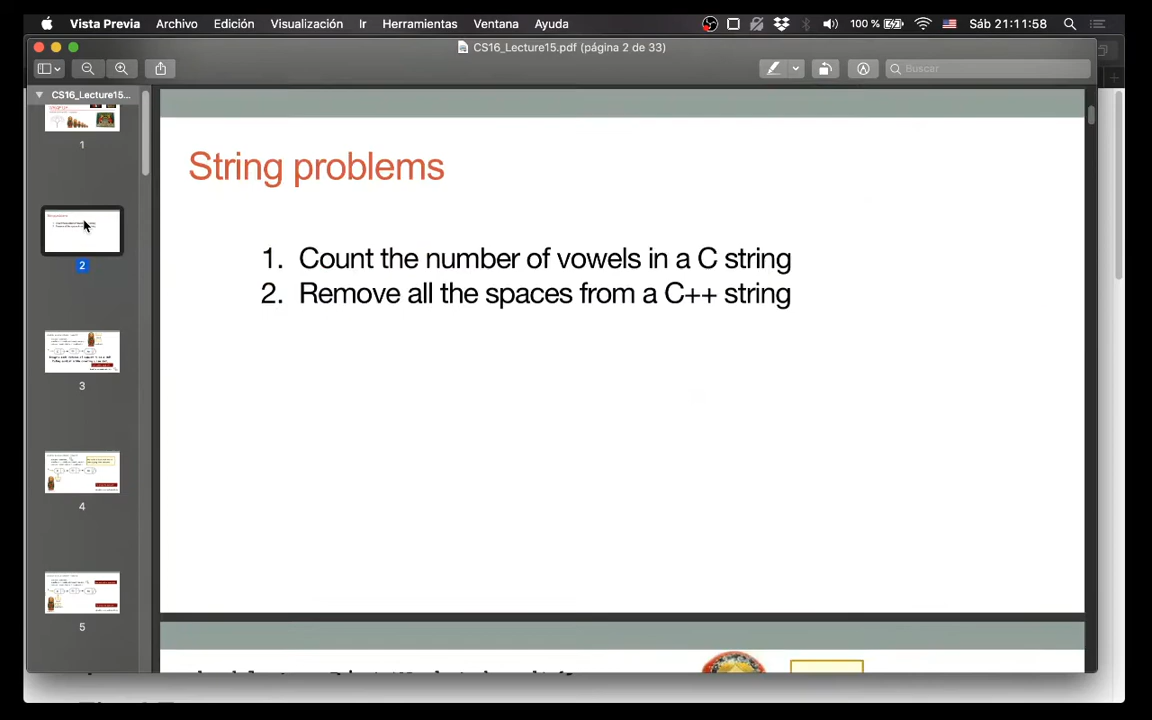 Vista Previa Archivo Edición Visualización Ir Herramientas Ventana Ayuda 100 % Sáb 21:11:58
CS16_Lecture15.pdf (página 2 de 33)
Buscar
CS16_Lecture15...
1
2
3
4
5
String problems
1. Count the number of vowels in a C string
2. Remove all the spaces from a C++ string